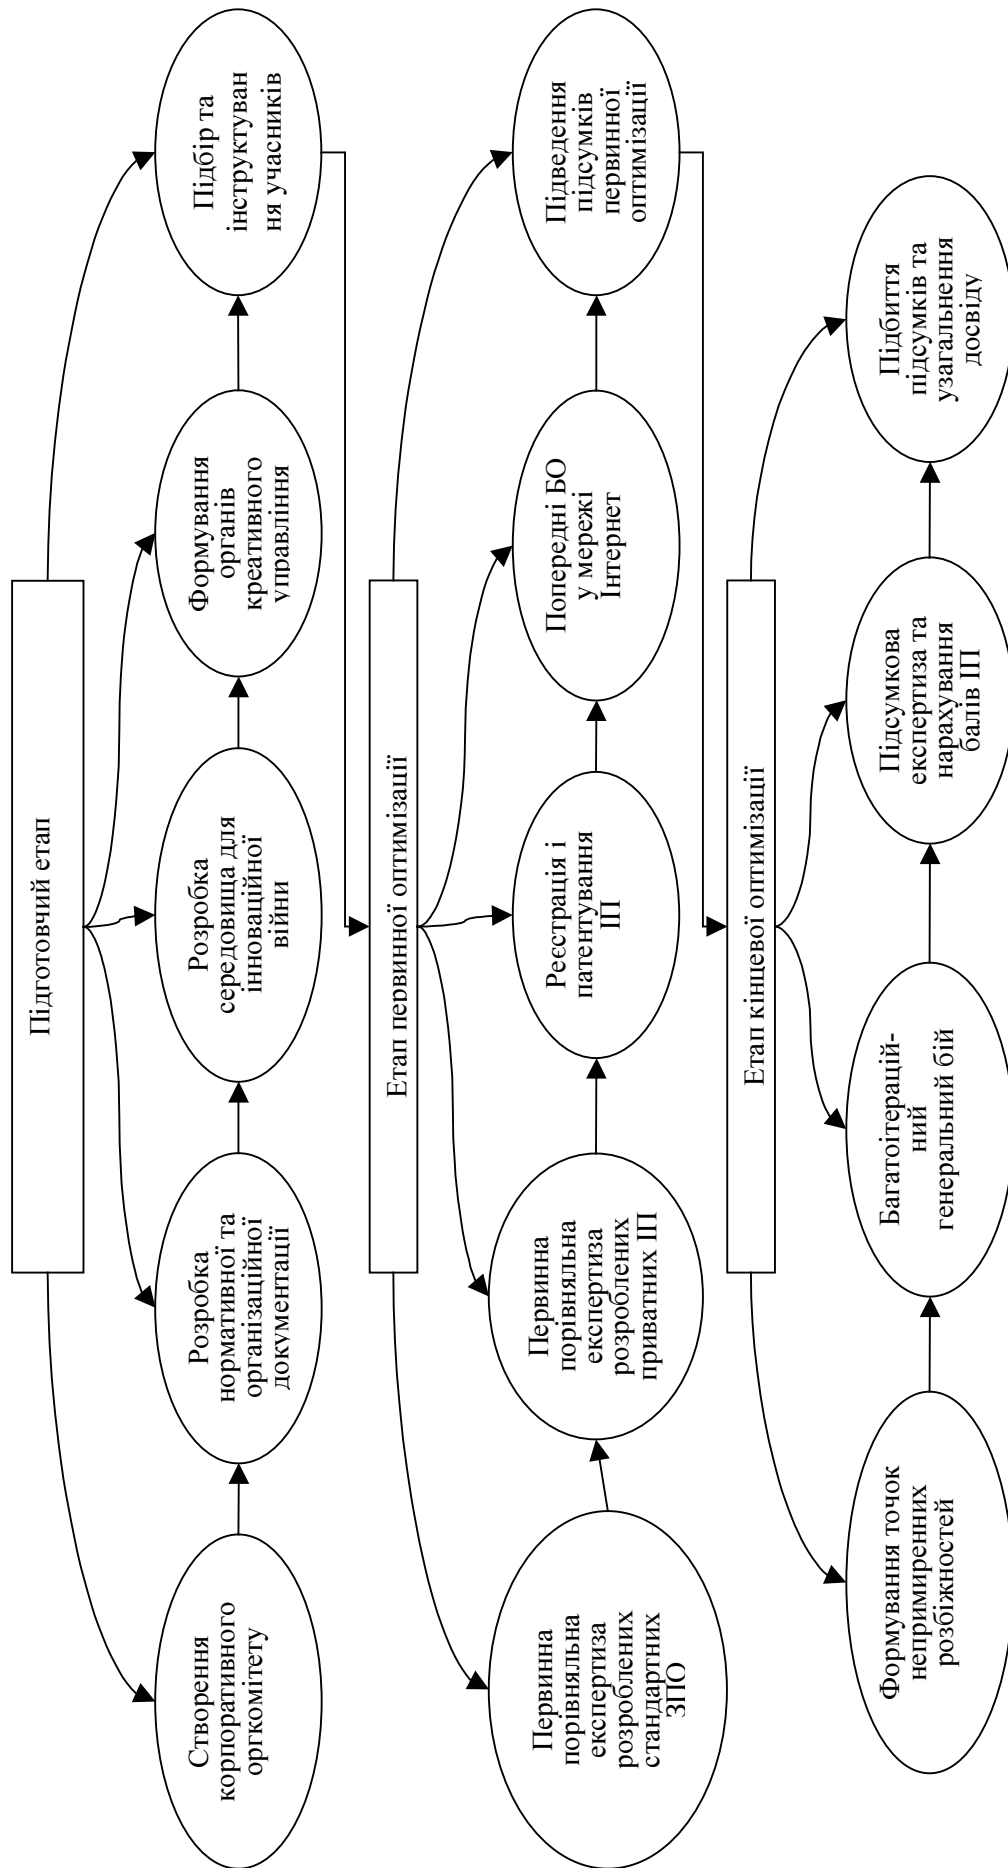 Підготовчий етап
Створення
корпоративного
оргкомітету
Розробка
нормативної та
організаційної
документації
Розробка
середовища для
інноваційної
війни
Формування
органів
креативного
управління
Підбір та
інструктуван
ня учасників
Етап первинної оптимізації
Первинна
порівняльна
експертиза
розроблених
стандартних
ЗПО
Первинна
порівняльна
експертиза
розроблених
приватних ІП
Реєстрація і
патентування
ІП
Попередні БО
у мережі
Інтернет
Підведення
підсумків
первинної
оптимізації
Етап кінцевої оптимізації
Формування точок
непримиренних
розбіжностей
Багатоітерацій-
ний
генеральний бій
Підсумкова
експертиза та
нарахування
балів ІП
Підбиття
підсумків та
узагальнення
досвіду